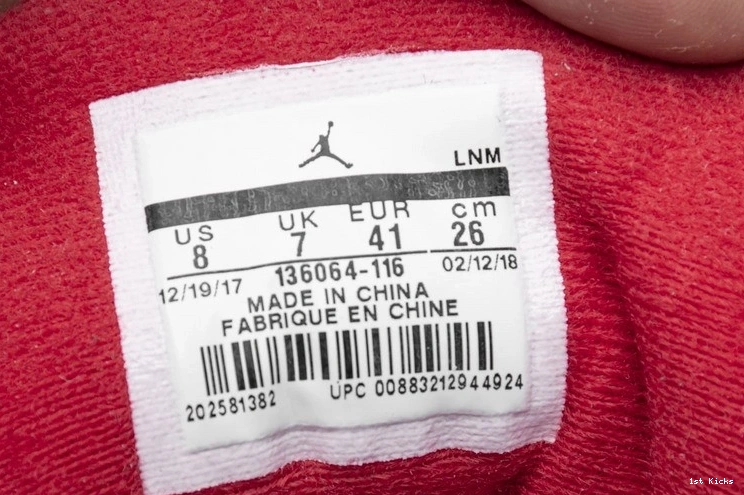 LNM
US UK EUR cm
8 7 41 26
12/19/17 136064-116 02/12/18
MADE IN CHINA
FABRIQUE EN CHINE
202581382 UPC 00883212944924
1st Kicks